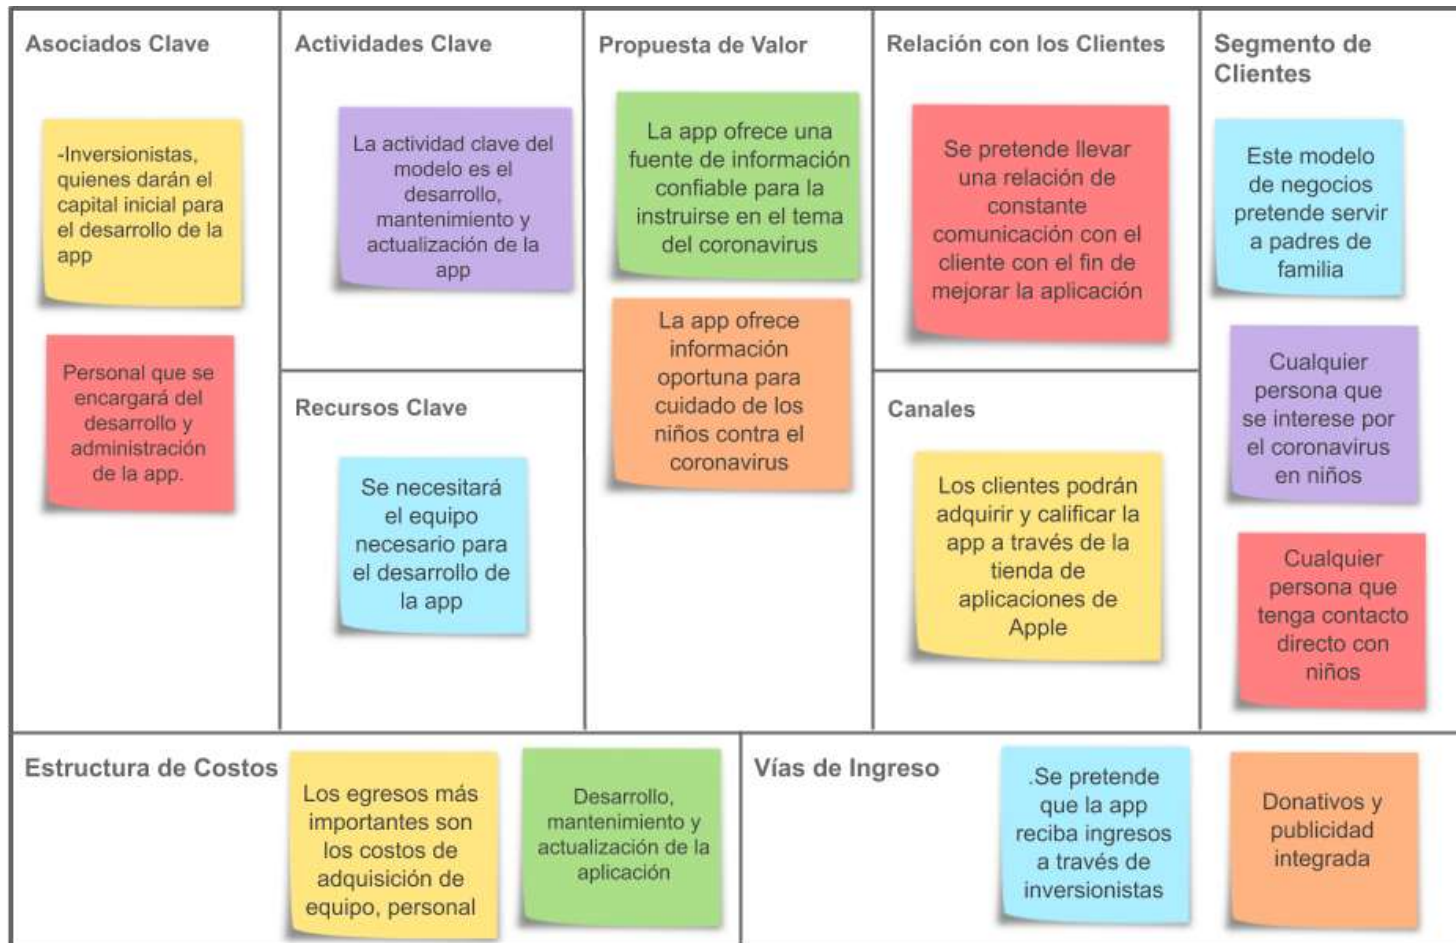 Asociados Clave
-Inversionistas,
quienes darán el
capital inicial para
el desarrollo de la
app
Personal que se
encargará del
desarrollo y
administración
de la app.
Actividades Clave
La actividad clave del
modelo es el
desarrollo,
mantenimiento y
actualización de la
app
Recursos Clave
Se necesitará
el equipo
necesario para
el desarrollo de
la app
Propuesta de Valor
La app ofrece una
fuente de información
confiable para la
instruirse en el tema
del coronavirus
La app ofrece
información
oportuna para
cuidado de los
niños contra el
coronavirus
Relación con los Clientes
Se pretende llevar
una relación de
constante
comunicación con el
cliente con el fin de
mejorar la aplicación
Canales
Los clientes podrán
adquirir y calificar la
app a través de la
tienda de
aplicaciones de
Apple
Segmento de
Clientes
Este modelo
de negocios
pretende servir
a padres de
familia
Cualquier
persona que
se interese por
el coronavirus
en niños
Cualquier
persona que
tenga contacto
directo con
niños
Estructura de Costos
Los egresos más
importantes son
los costos de
adquisición de
equipo, personal
Desarrollo,
mantenimiento y
actualización de la
aplicación
Vías de Ingreso
.Se pretende
que la app
reciba ingresos
a través de
inversionistas
Donativos y
publicidad
integrada